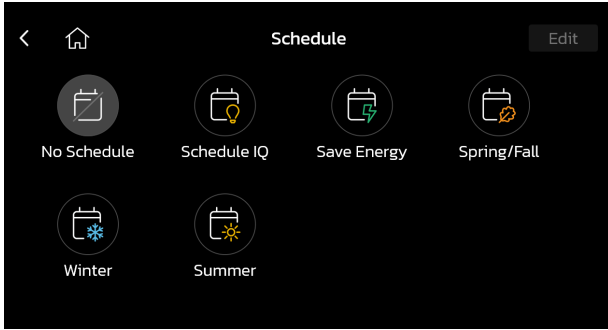 Schedule
Edit
No Schedule
Schedule IQ
Save Energy
Spring/Fall
Winter
Summer